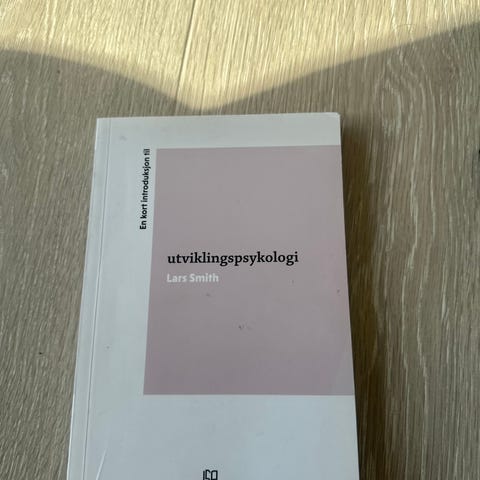 En kort introduksjon til
utviklingspsykologi
Lars Smith